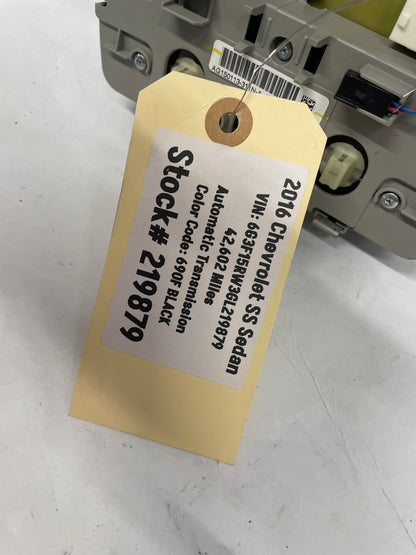 2016 Chevrolet SS Sedan
VIN: 6G3F15RW3GL219879
42,602 Miles
Automatic Transmission
Color Code: 690F BLACK
Stock# 219879